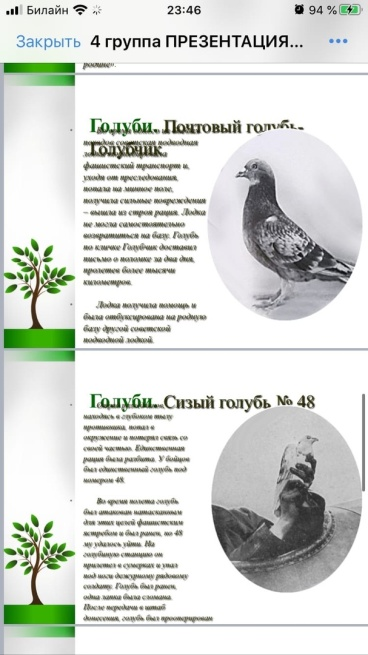 Билайн 23:46 94 %
Закрыть 4 группа ПРЕЗЕНТАЦИЯ...
родине».
Голуби. Почтовый голубь-
Голубчик
советская подводная
фашистский транспорт и,
уходя от преследования,
попала на минное поле,
получила сильные повреждения
– вышла из строя рация. Лодка
не могла самостоятельно
возвратиться на базу. Голубь
по кличке Голубчик доставил
письмо о поломке за два дня,
пролетев более тысячи
километров.
Лодка получила помощь и
была отбуксирована на родную
базу другой советской
подводной лодкой.
Голуби. Сизый голубь № 48
находясь в глубоком тылу
противника, попал в
окружение и потерял связь со
своей частью. Единственная
рация была разбита. У бойцов
был единственный голубь под
номером 48.
Во время полета голубь
был атакован натасканным
для этих целей фашистским
ястребом и был ранен, но 48
му удалось уйти. На
голубиную станцию он
прилетел в сумерках и упал
под ноги дежурному рядовому
солдату. Голубь был ранен,
одна лапка была сломана.
После передачи в штаб
донесения, голубь был прооперирован